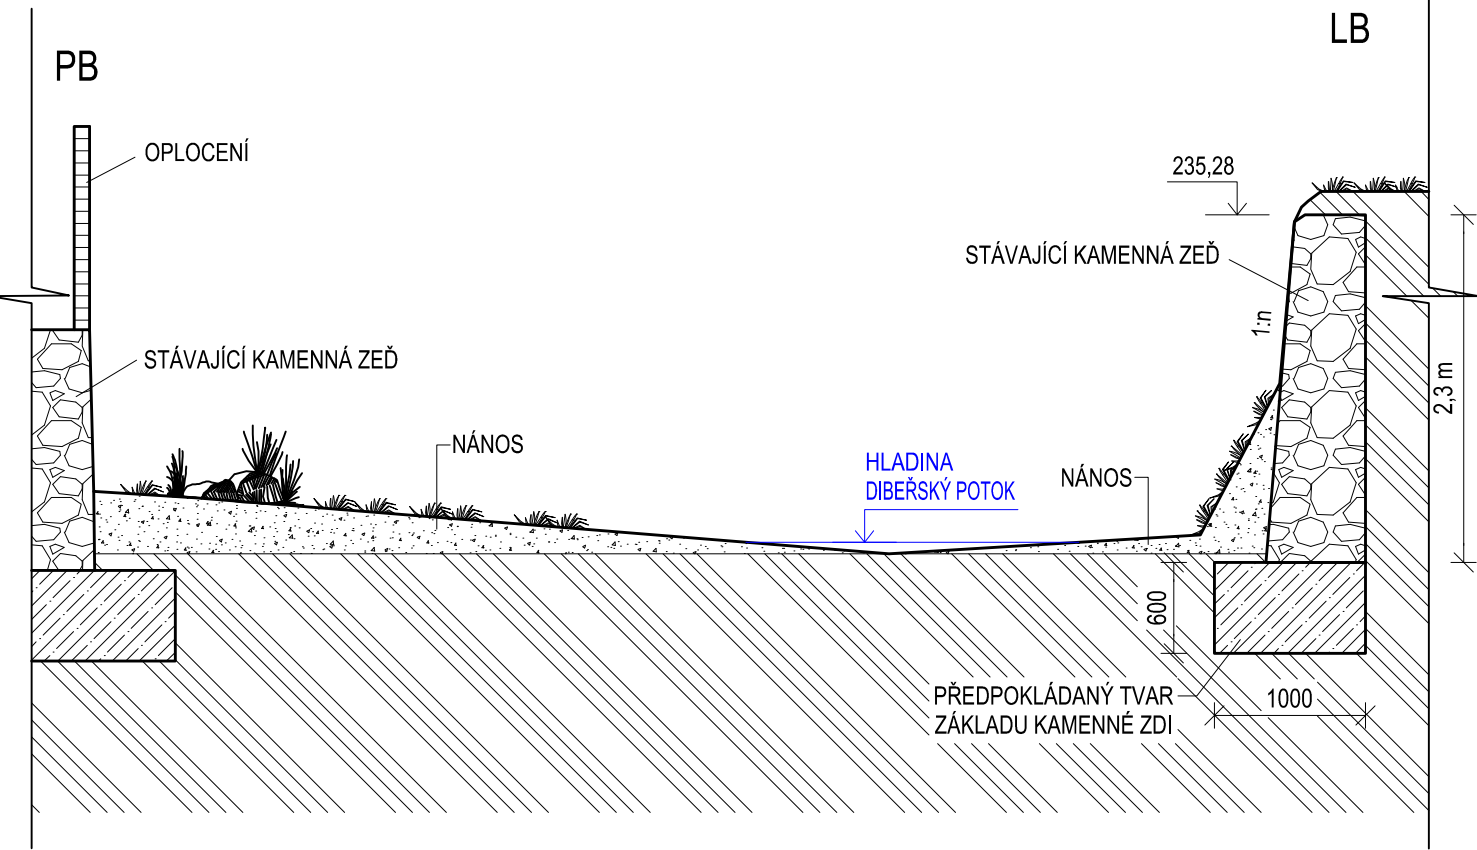 LB
PB
OPLOCENÍ
235,28
STÁVAJÍCÍ KAMENNÁ ZEĎ
1:n
STÁVAJÍCÍ KAMENNÁ ZEĎ
2,3 m
NÁNOS
HLADINA
DIBEŘSKÝ POTOK
NÁNOS
600
PŘEDPOKLÁDANÝ TVAR
ZÁKLADU KAMENNÉ ZDI
1000